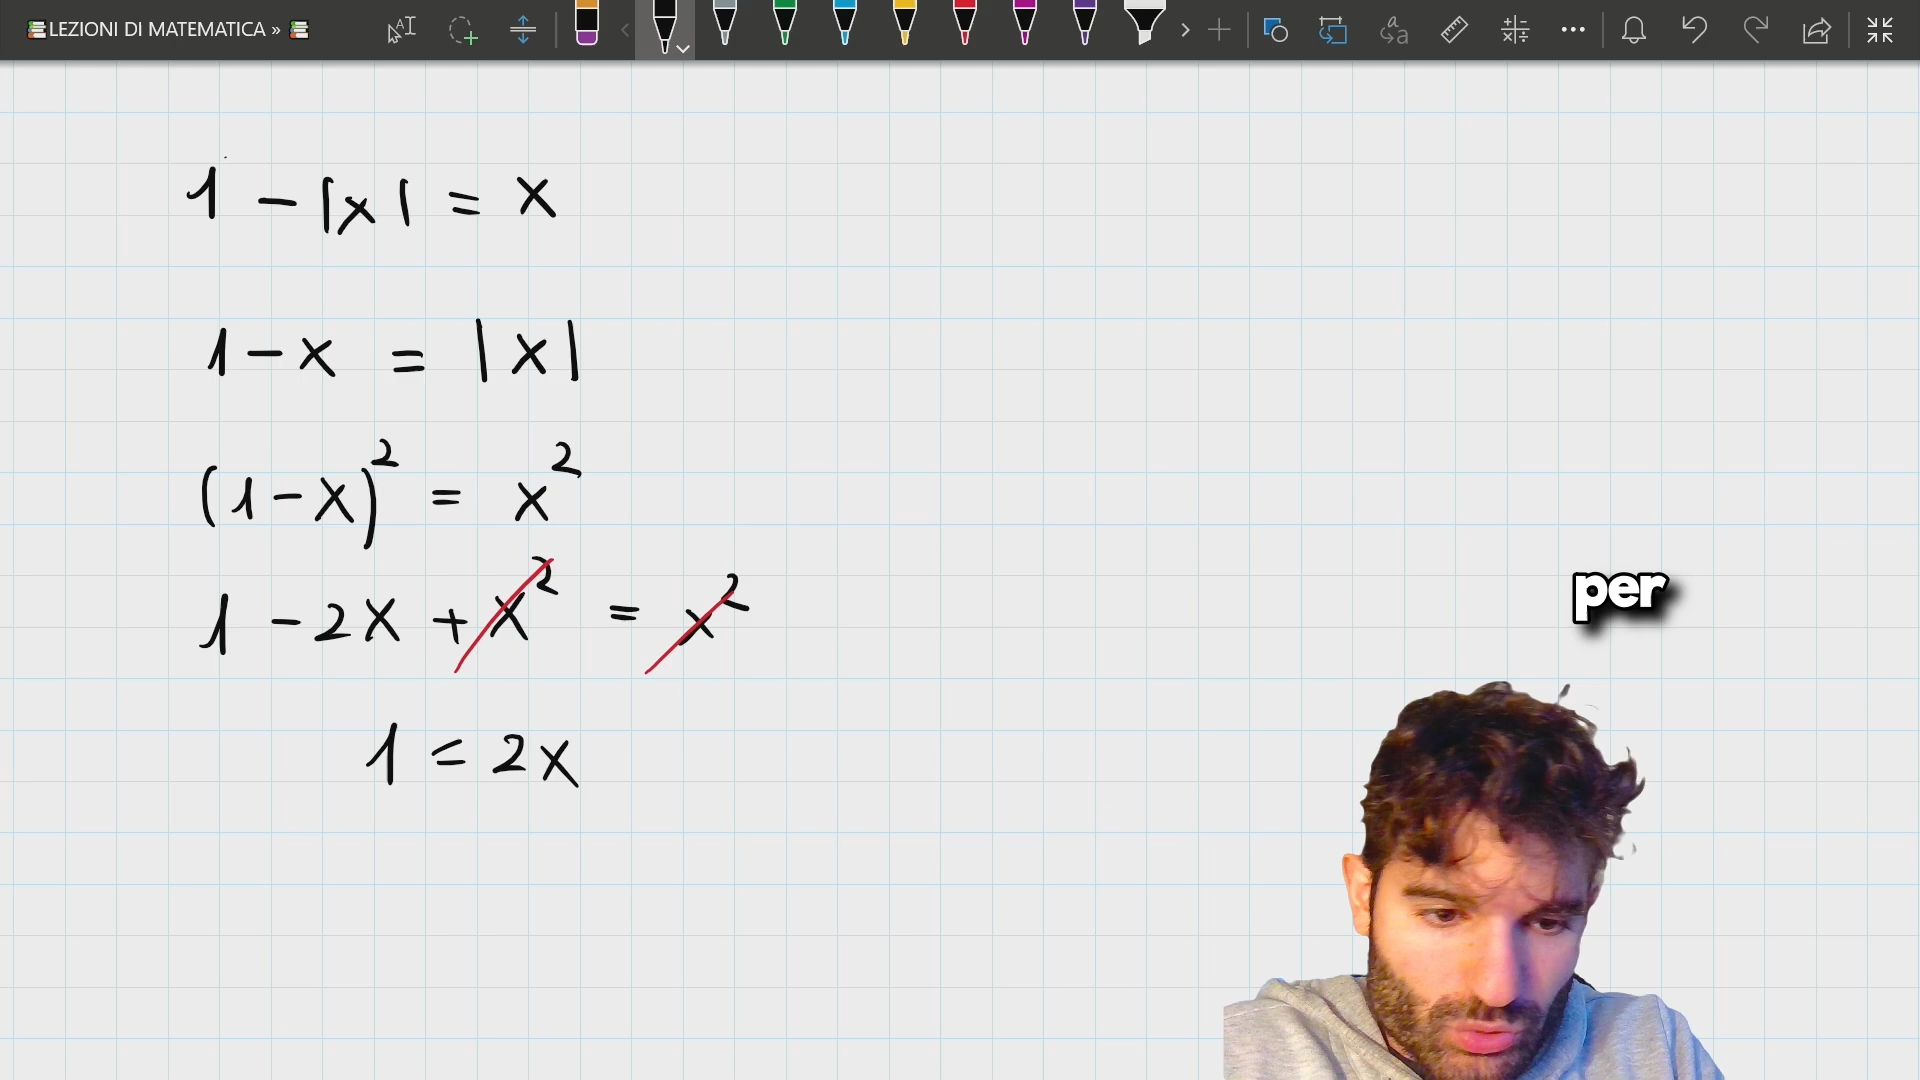 LEZIONI DI MATEMATICA »
1 - |x| = x
1 - x = |x|
(1 - x)² = x²
1 - 2x + x² = x²
1 = 2x
per